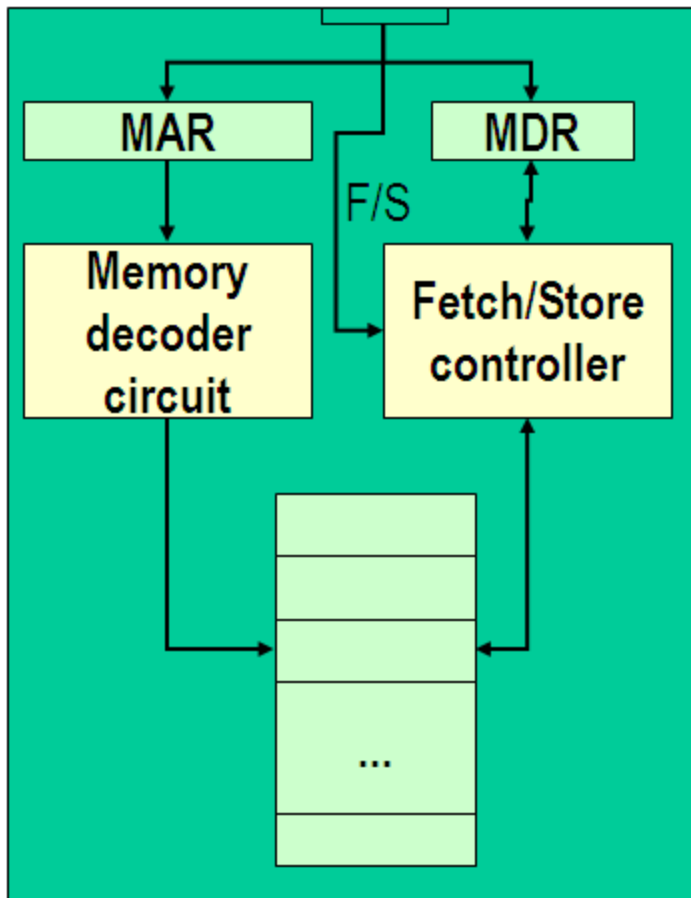 MAR
MDR
F/S
Memory
decoder
circuit
Fetch/Store
controller
...